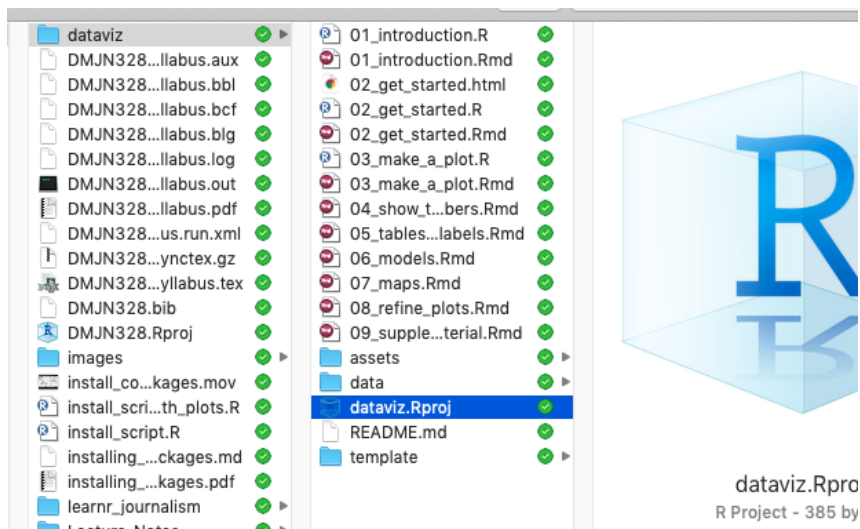 dataviz
DMJN328...llabus.aux
DMJN328...llabus.bbl
DMJN328...llabus.bcf
DMJN328...llabus.blg
DMJN328...llabus.log
DMJN328...llabus.out
DMJN328...llabus.pdf
DMJN328...us.run.xml
DMJN328...ynctex.gz
DMJN328...yllabus.tex
DMJN328.bib
DMJN328.Rproj
images
install_co...kages.mov
install_scri...th_plots.R
install_script.R
installing_...ckages.md
installing_...kages.pdf
learnr_journalism
01_introduction.R
01_introduction.Rmd
02_get_started.html
02_get_started.R
02_get_started.Rmd
03_make_a_plot.R
03_make_a_plot.Rmd
04_show_t...bers.Rmd
05_tables...labels.Rmd
06_models.Rmd
07_maps.Rmd
08_refine_plots.Rmd
09_supple...terial.Rmd
assets
data
dataviz.Rproj
README.md
template
R
dataviz.Rpro
R Project - 385 by